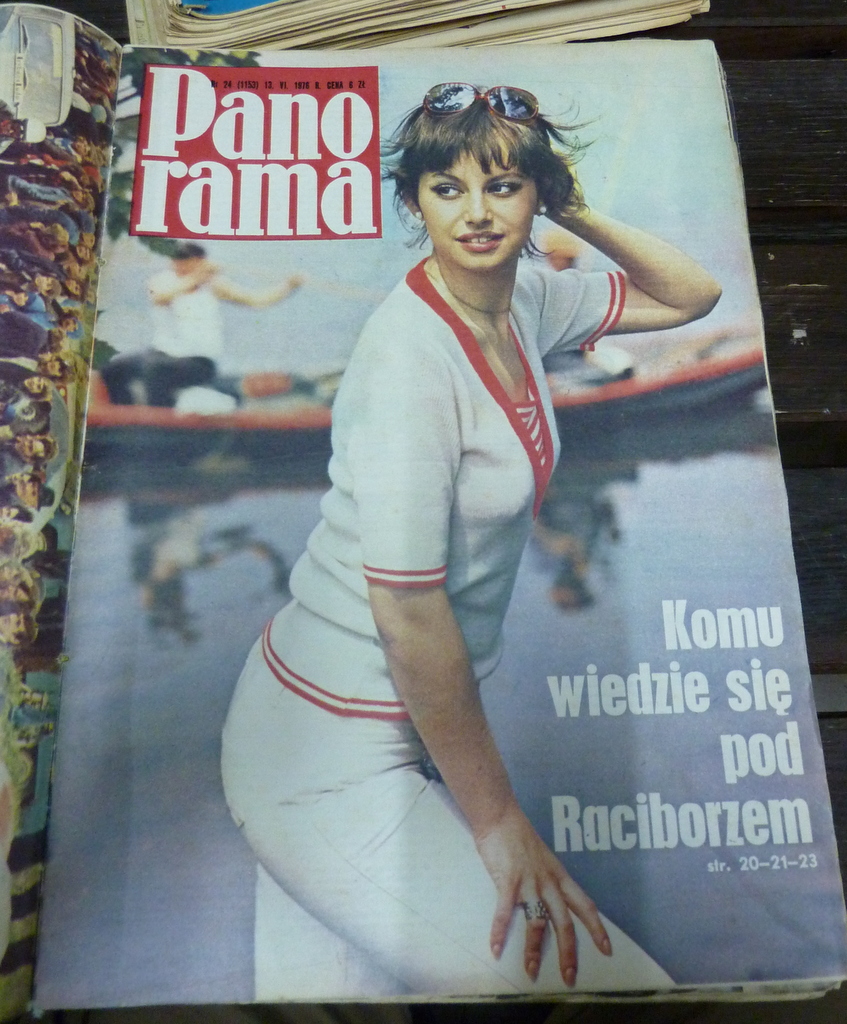 Nr 24 (1153) 13. VI. 1976 R. CENA 6 ZŁ
Pano
rama
Komu
wiedzie się
pod
Raciborzem
str. 20–21–23